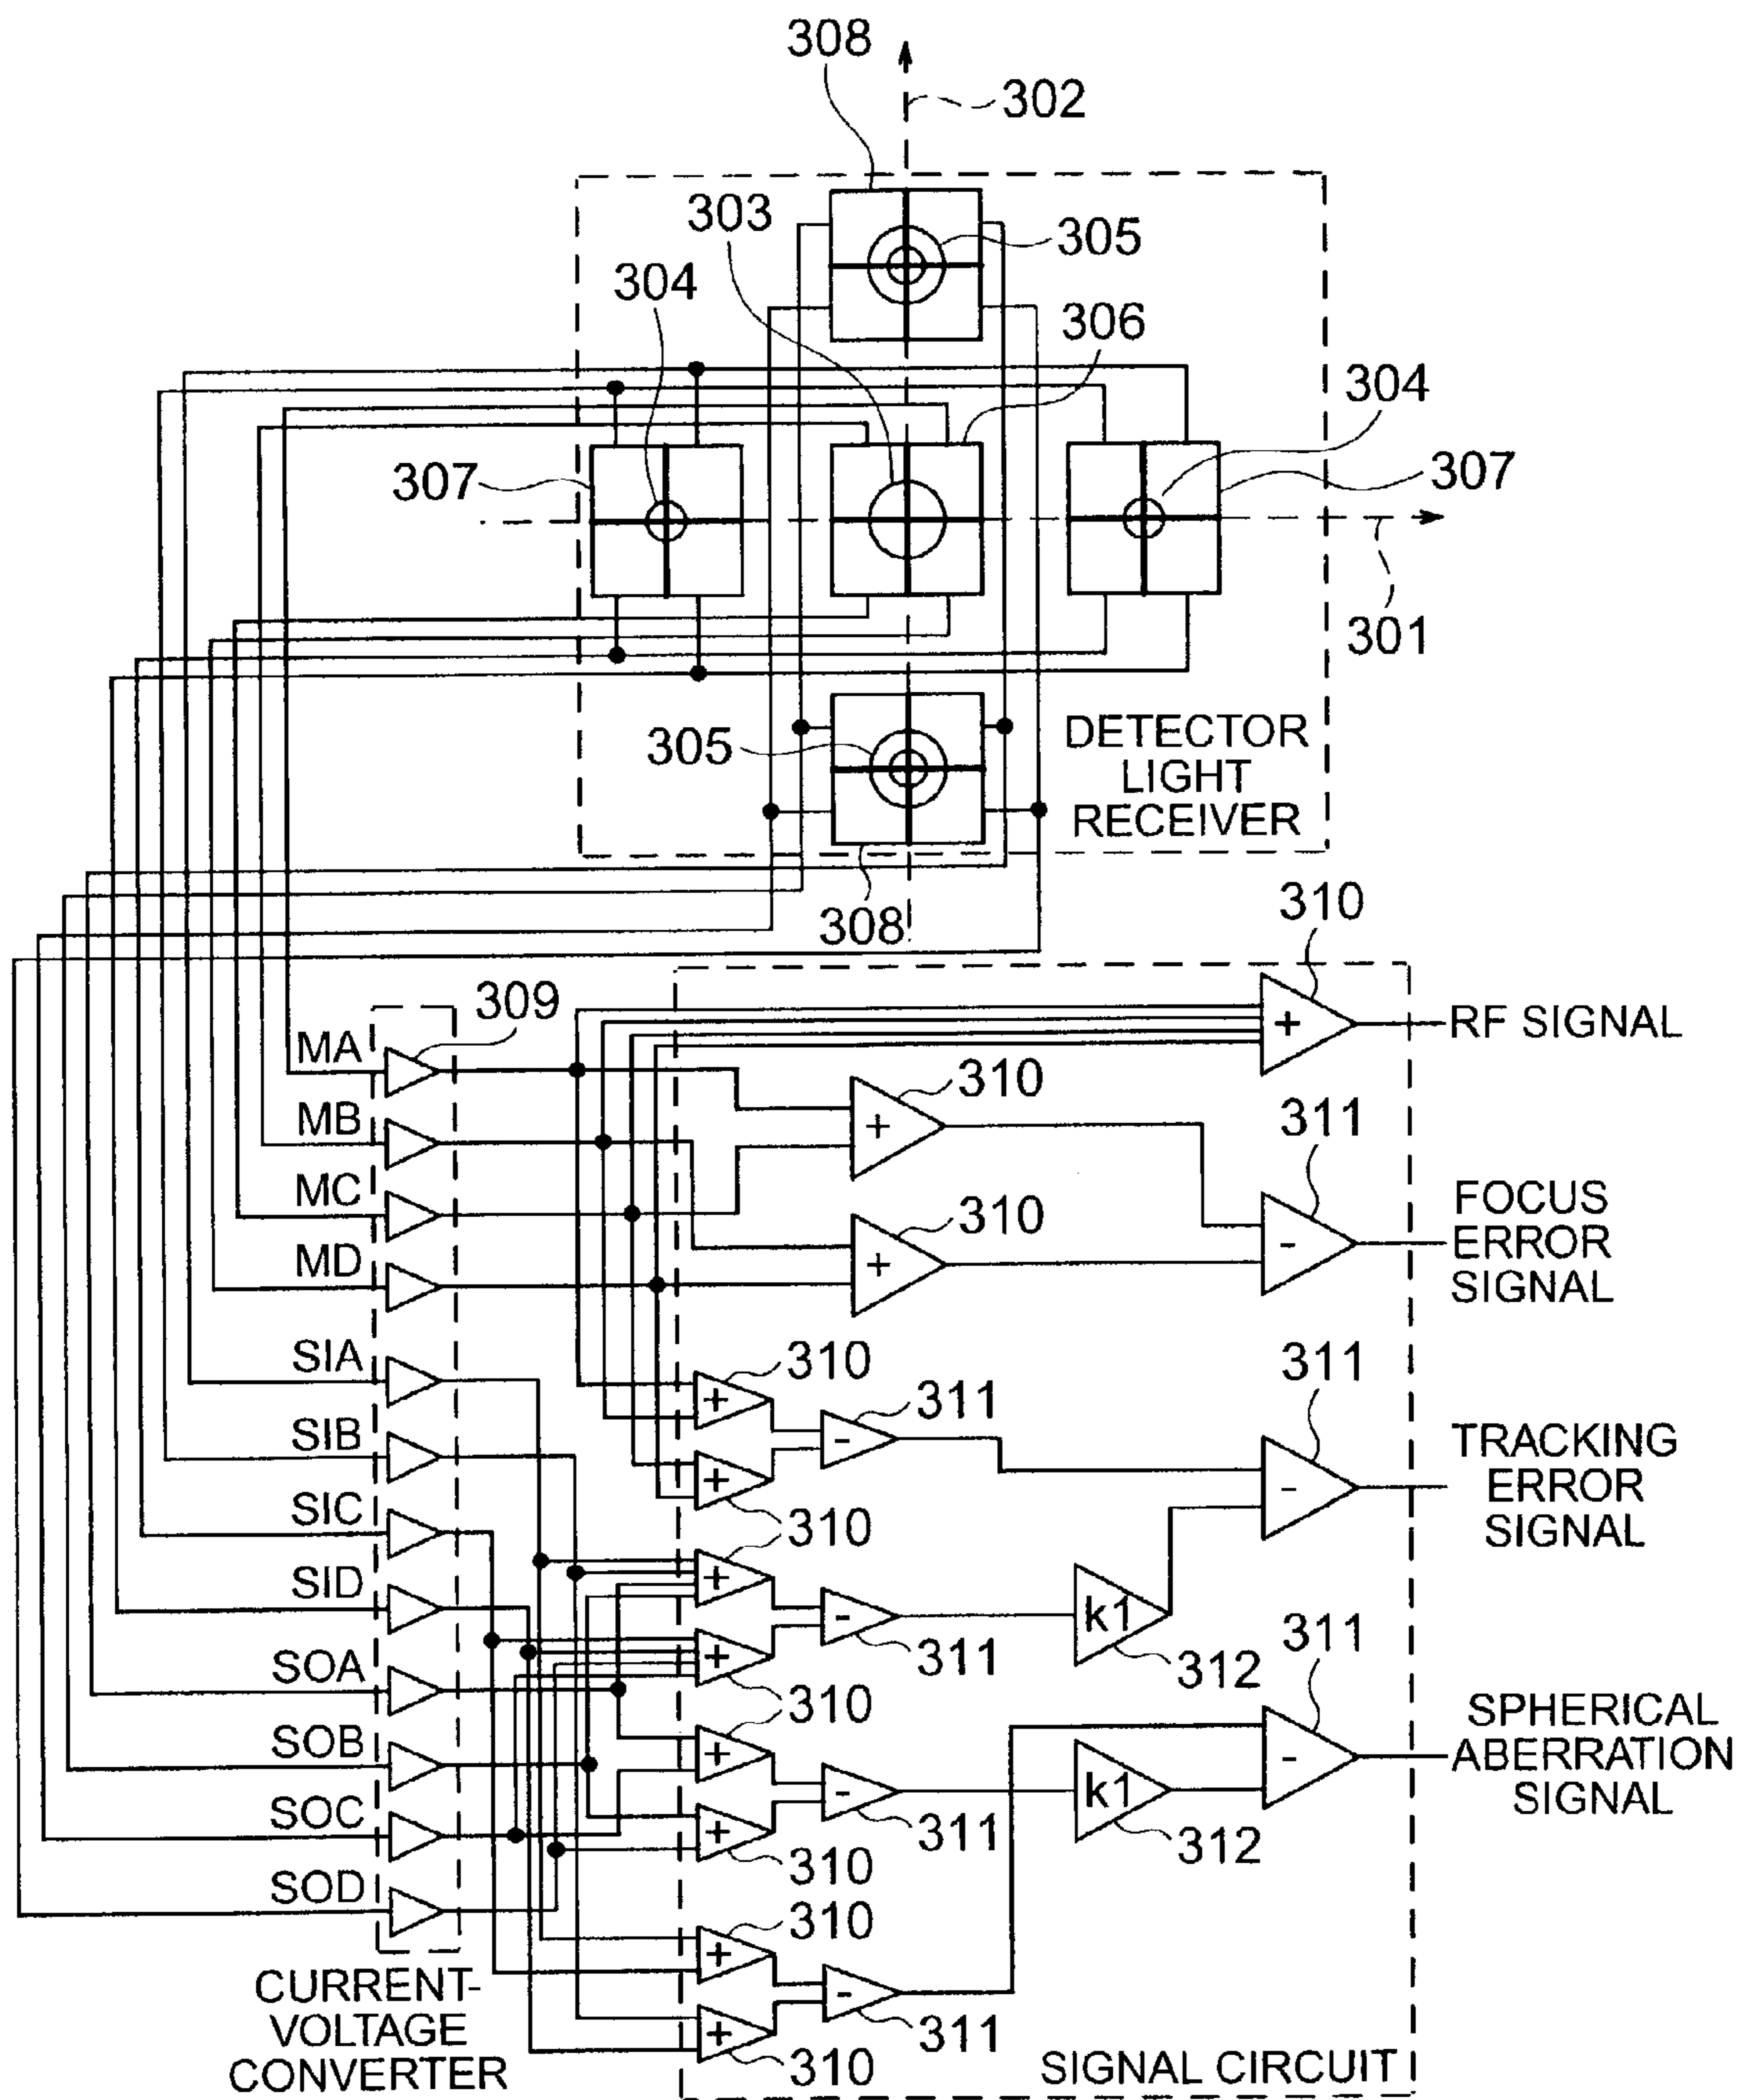 308
302
303
305
304
306
304
307
307
301
305
DETECTOR
LIGHT
RECEIVER
308
310
309
+
RF SIGNAL
MA
310
MB
+
311
MC
310
FOCUS
ERROR
SIGNAL
-
MD
+
SIA
310
311
+
311
SIB
-
TRACKING
ERROR
SIGNAL
+
-
SIC
310
310
SID
+
-
k1
311
311
SOA
+
312
310
310
SPHERICAL
ABERRATION
SIGNAL
SOB
+
-
k1
-
SOC
+
311
312
310
SOD
310
+
-
CURRENT-
VOLTAGE
CONVERTER
+
311
310
SIGNAL CIRCUIT